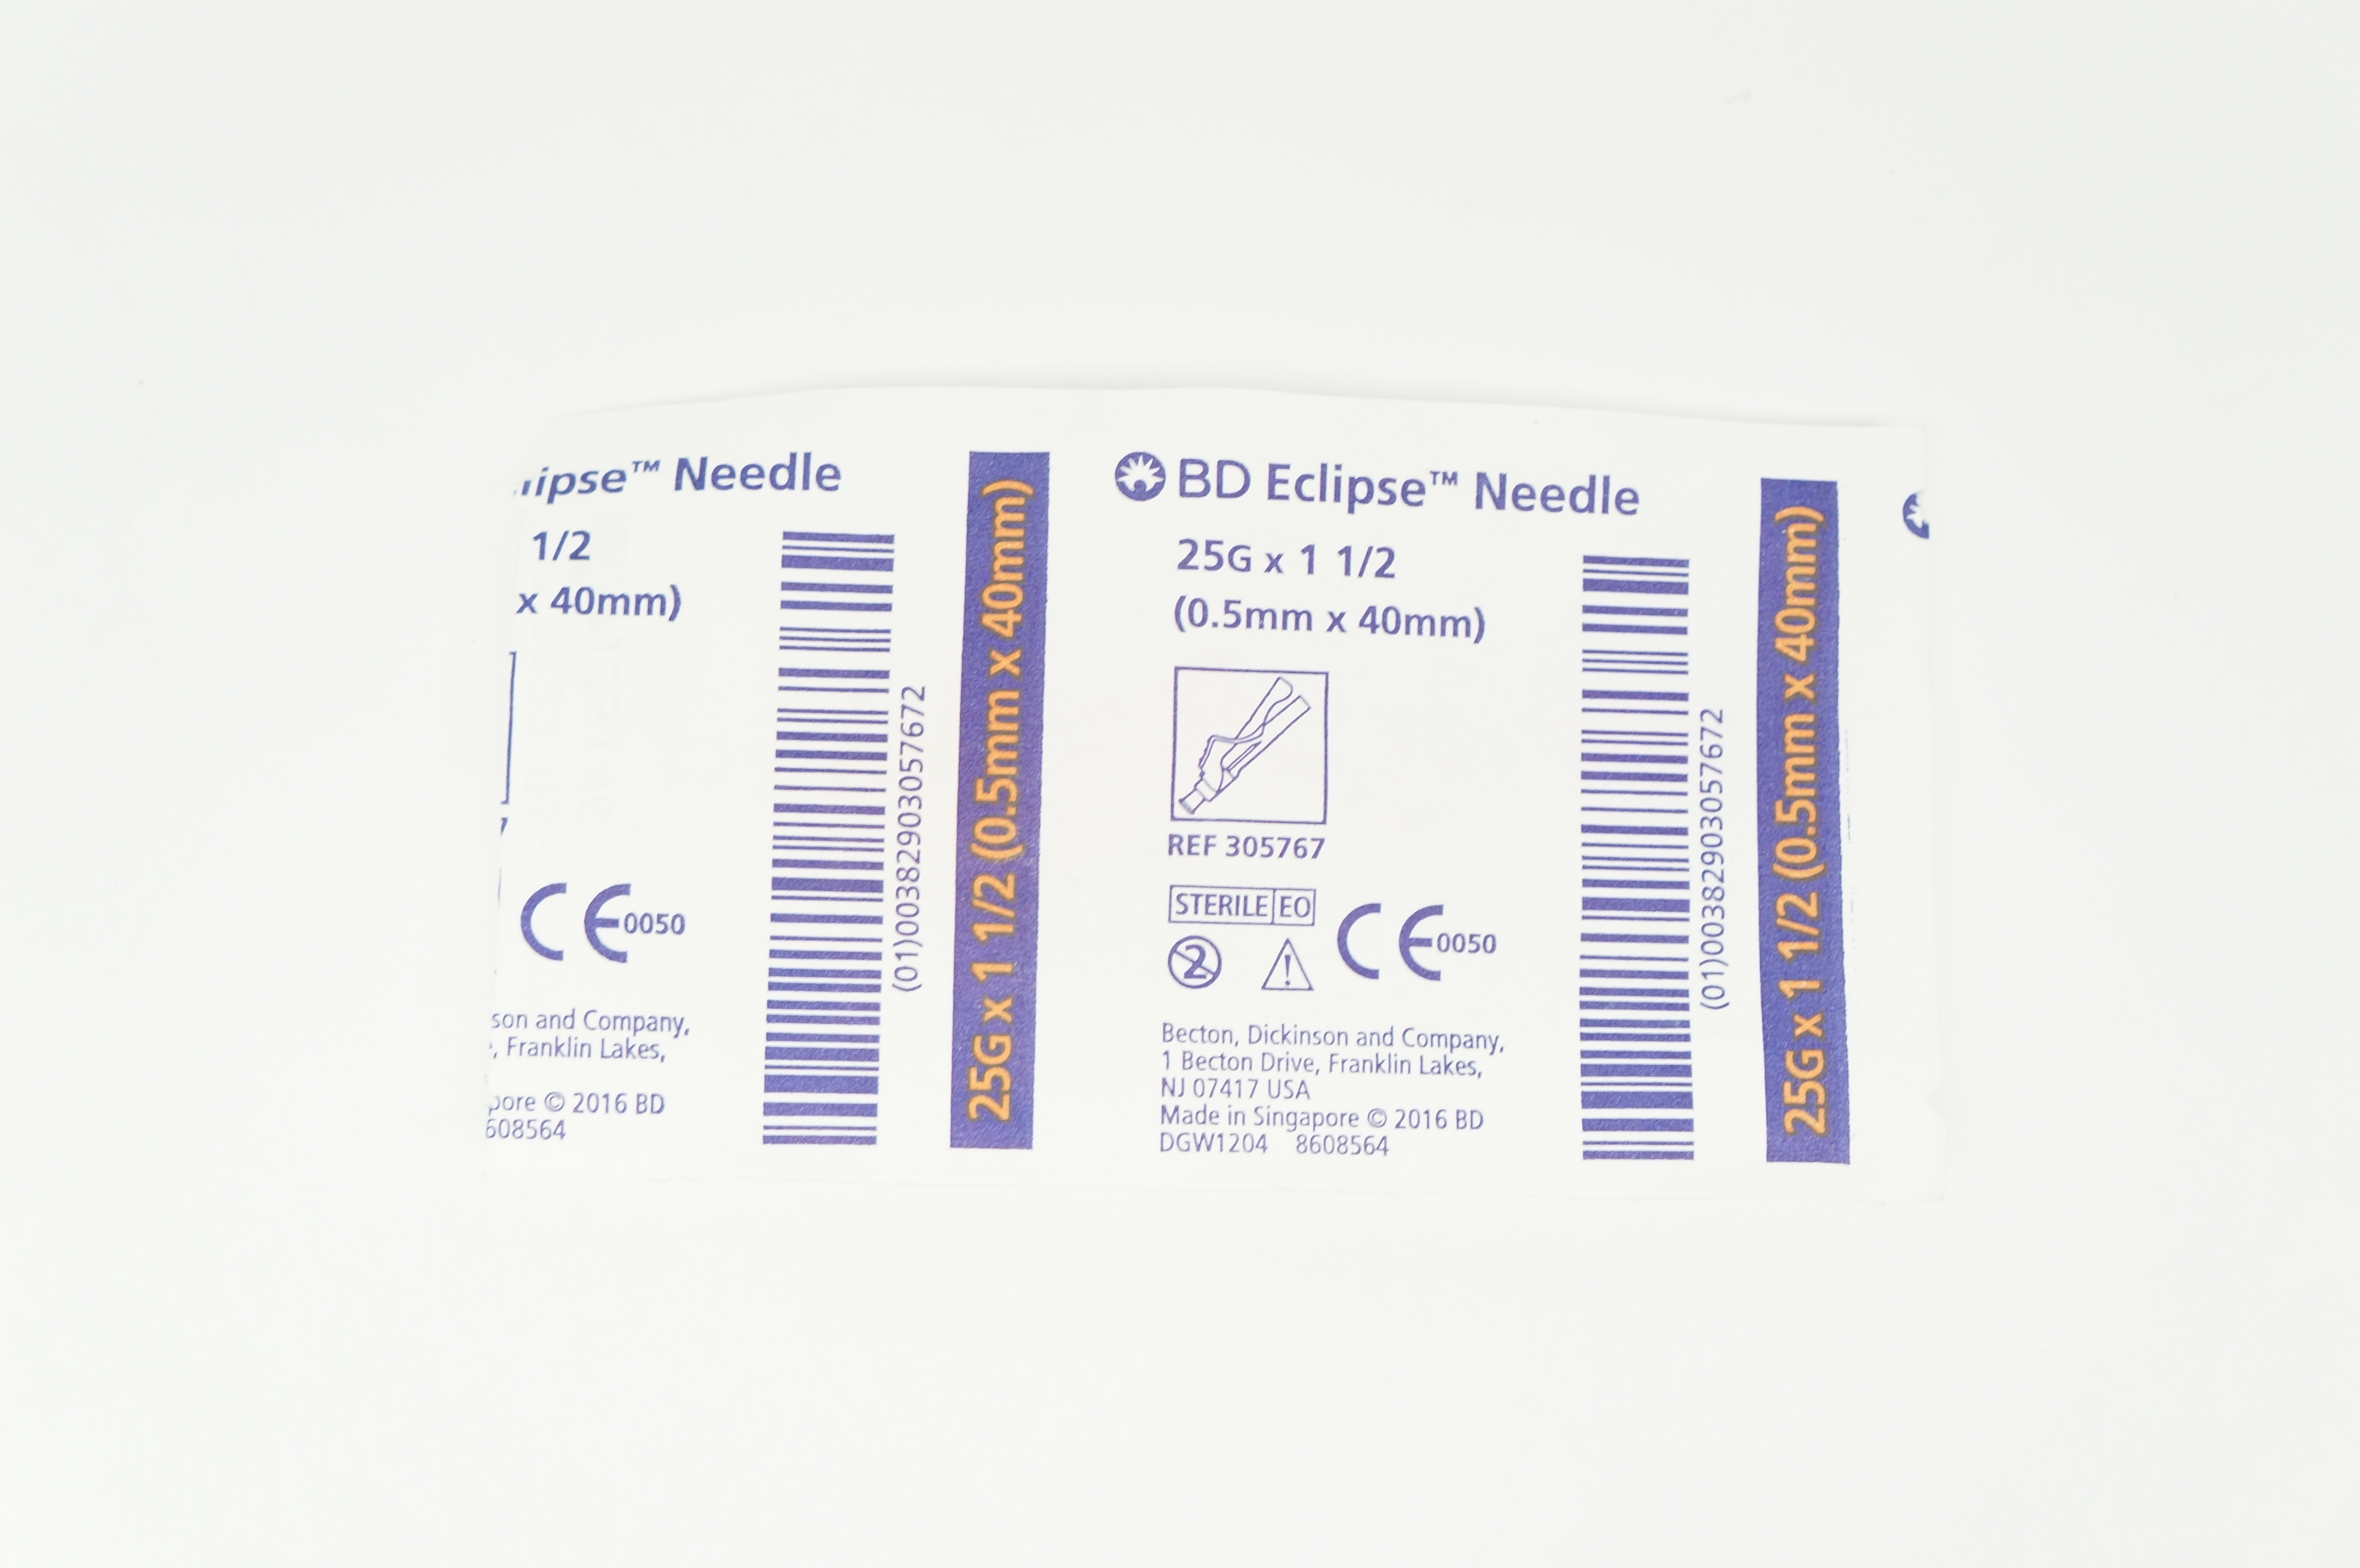 Needle
1/2
x 40mm)
CE 0050
son and Company,
, Franklin Lakes,
pore © 2016 BD
608564
(01)00382903057672
25G x 1 1/2 (0.5mm x 40mm)
BD Eclipse™ Needle
25G x 1 1/2
(0.5mm x 40mm)
REF 305767
STERILE EO
2
CE 0050
Becton, Dickinson and Company,
1 Becton Drive, Franklin Lakes,
NJ 07417 USA
Made in Singapore © 2016 BD
DGW1204 8608564
(01)00382903057672
25G x 1 1/2 (0.5mm x 40mm)